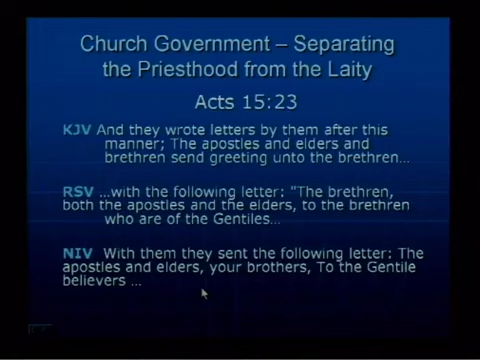 Church Government – Separating
the Priesthood from the Laity
Acts 15:23
KJV And they wrote letters by them after this
manner; The apostles and elders and
brethren send greeting unto the brethren...
RSV ...with the following letter: "The brethren,
both the apostles and the elders, to the brethren
who are of the Gentiles...
NIV With them they sent the following letter: The
apostles and elders, your brothers, To the Gentile
believers ...